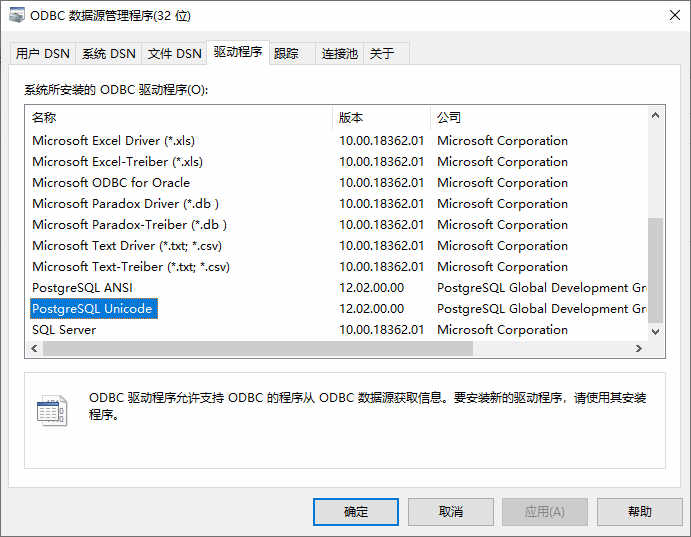 ODBC 数据源管理程序(32 位)
用户 DSN 系统 DSN 文件 DSN 驱动程序 跟踪 连接池 关于
系统所安装的 ODBC 驱动程序(O):
名称 版本 公司
Microsoft Excel Driver (*.xls) 10.00.18362.01 Microsoft Corporation
Microsoft Excel-Treiber (*.xls) 10.00.18362.01 Microsoft Corporation
Microsoft ODBC for Oracle 10.00.18362.01 Microsoft Corporation
Microsoft Paradox Driver (*.db ) 10.00.18362.01 Microsoft Corporation
Microsoft Paradox-Treiber (*.db ) 10.00.18362.01 Microsoft Corporation
Microsoft Text Driver (*.txt; *.csv) 10.00.18362.01 Microsoft Corporation
Microsoft Text-Treiber (*.txt; *.csv) 10.00.18362.01 Microsoft Corporation
PostgreSQL ANSI 12.02.00.00 PostgreSQL Global Development Gr
PostgreSQL Unicode 12.02.00.00 PostgreSQL Global Development Gr
SQL Server 10.00.18362.01 Microsoft Corporation
ODBC 驱动程序允许支持 ODBC 的程序从 ODBC 数据源获取信息。要安装新的驱动程序，请使用其安装
程序。
确定 取消 应用(A) 帮助